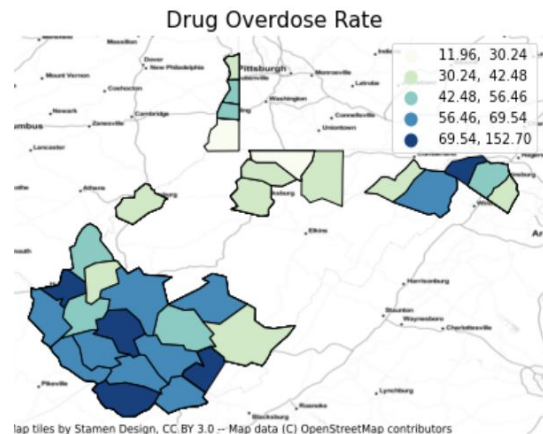 Drug Overdose Rate
11.96, 30.24
30.24, 42.48
42.48, 56.46
56.46, 69.54
69.54, 152.70
Massillon
Dover
New Philadelphia
Mount Vernon
Coshocton
Newark
Cambridge
Zanesville
Lancaster
Pittsburgh
Monroeville
Latrobe
Washington
Connellsville
Uniontown
Athens
Elkins
Harrisonburg
Staunton
Waynesboro
Charlottesville
Pikeville
Lynchburg
Roanoke
Blacksburg
Map tiles by Stamen Design, CC BY 3.0 -- Map data (C) OpenStreetMap contributors